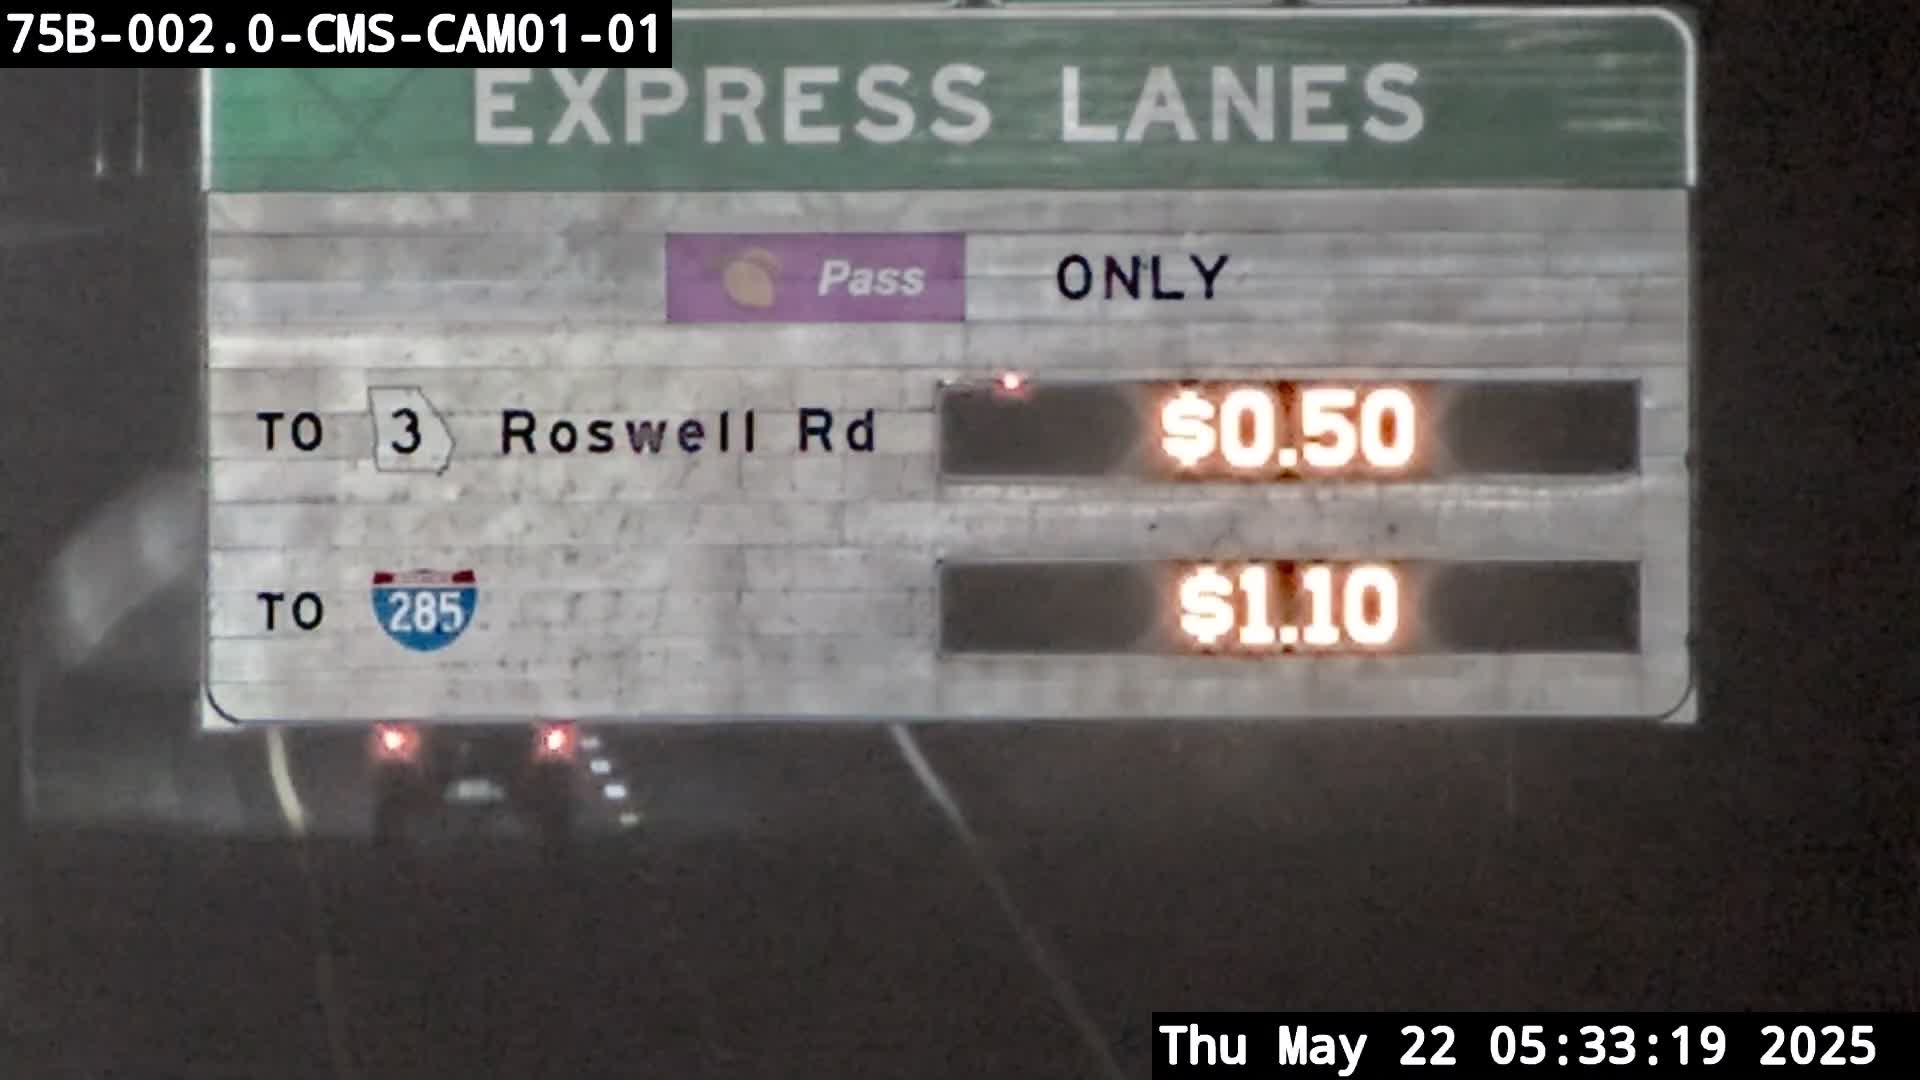 75B-002.0-CMS-CAM01-01
EXPRESS LANES
Pass ONLY
TO 3 Roswell Rd $0.50
TO 285 $1.10
Thu May 22 05:33:19 2025